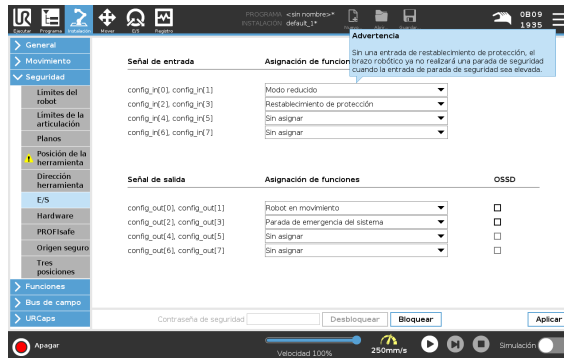 UR
PROGRAMA <sin nombre>*
INSTALACIÓN default_1*
0B09
1935
Ejecutar Programa Instalación Mover E/S Registro
Advertencia
Sin una entrada de restablecimiento de protección, el
brazo robótico ya no realizará una parada de seguridad
cuando la entrada de parada de seguridad sea elevada.
General
Movimiento
Seguridad
Límites del
robot
Límites de la
articulación
Planos
Posición de la
herramienta
Dirección
herramienta
E/S
Hardware
PROFIsafe
Origen seguro
Tres
posiciones
Funciones
Bus de campo
URCaps
Señal de entrada Asignación de funcion
config_in[0], config_in[1] Modo reducido
config_in[2], config_in[3] Restablecimiento de protección
config_in[4], config_in[5] Sin asignar
config_in[6], config_in[7] Sin asignar
Señal de salida Asignación de funciones OSSD
config_out[0], config_out[1] Robot en movimiento
config_out[2], config_out[3] Parada de emergencia del sistema
config_out[4], config_out[5] Sin asignar
config_out[6], config_out[7] Sin asignar
Contraseña de seguridad Desbloquear Bloquear Aplicar
Apagar
Velocidad 100%
250mm/s
Simulación